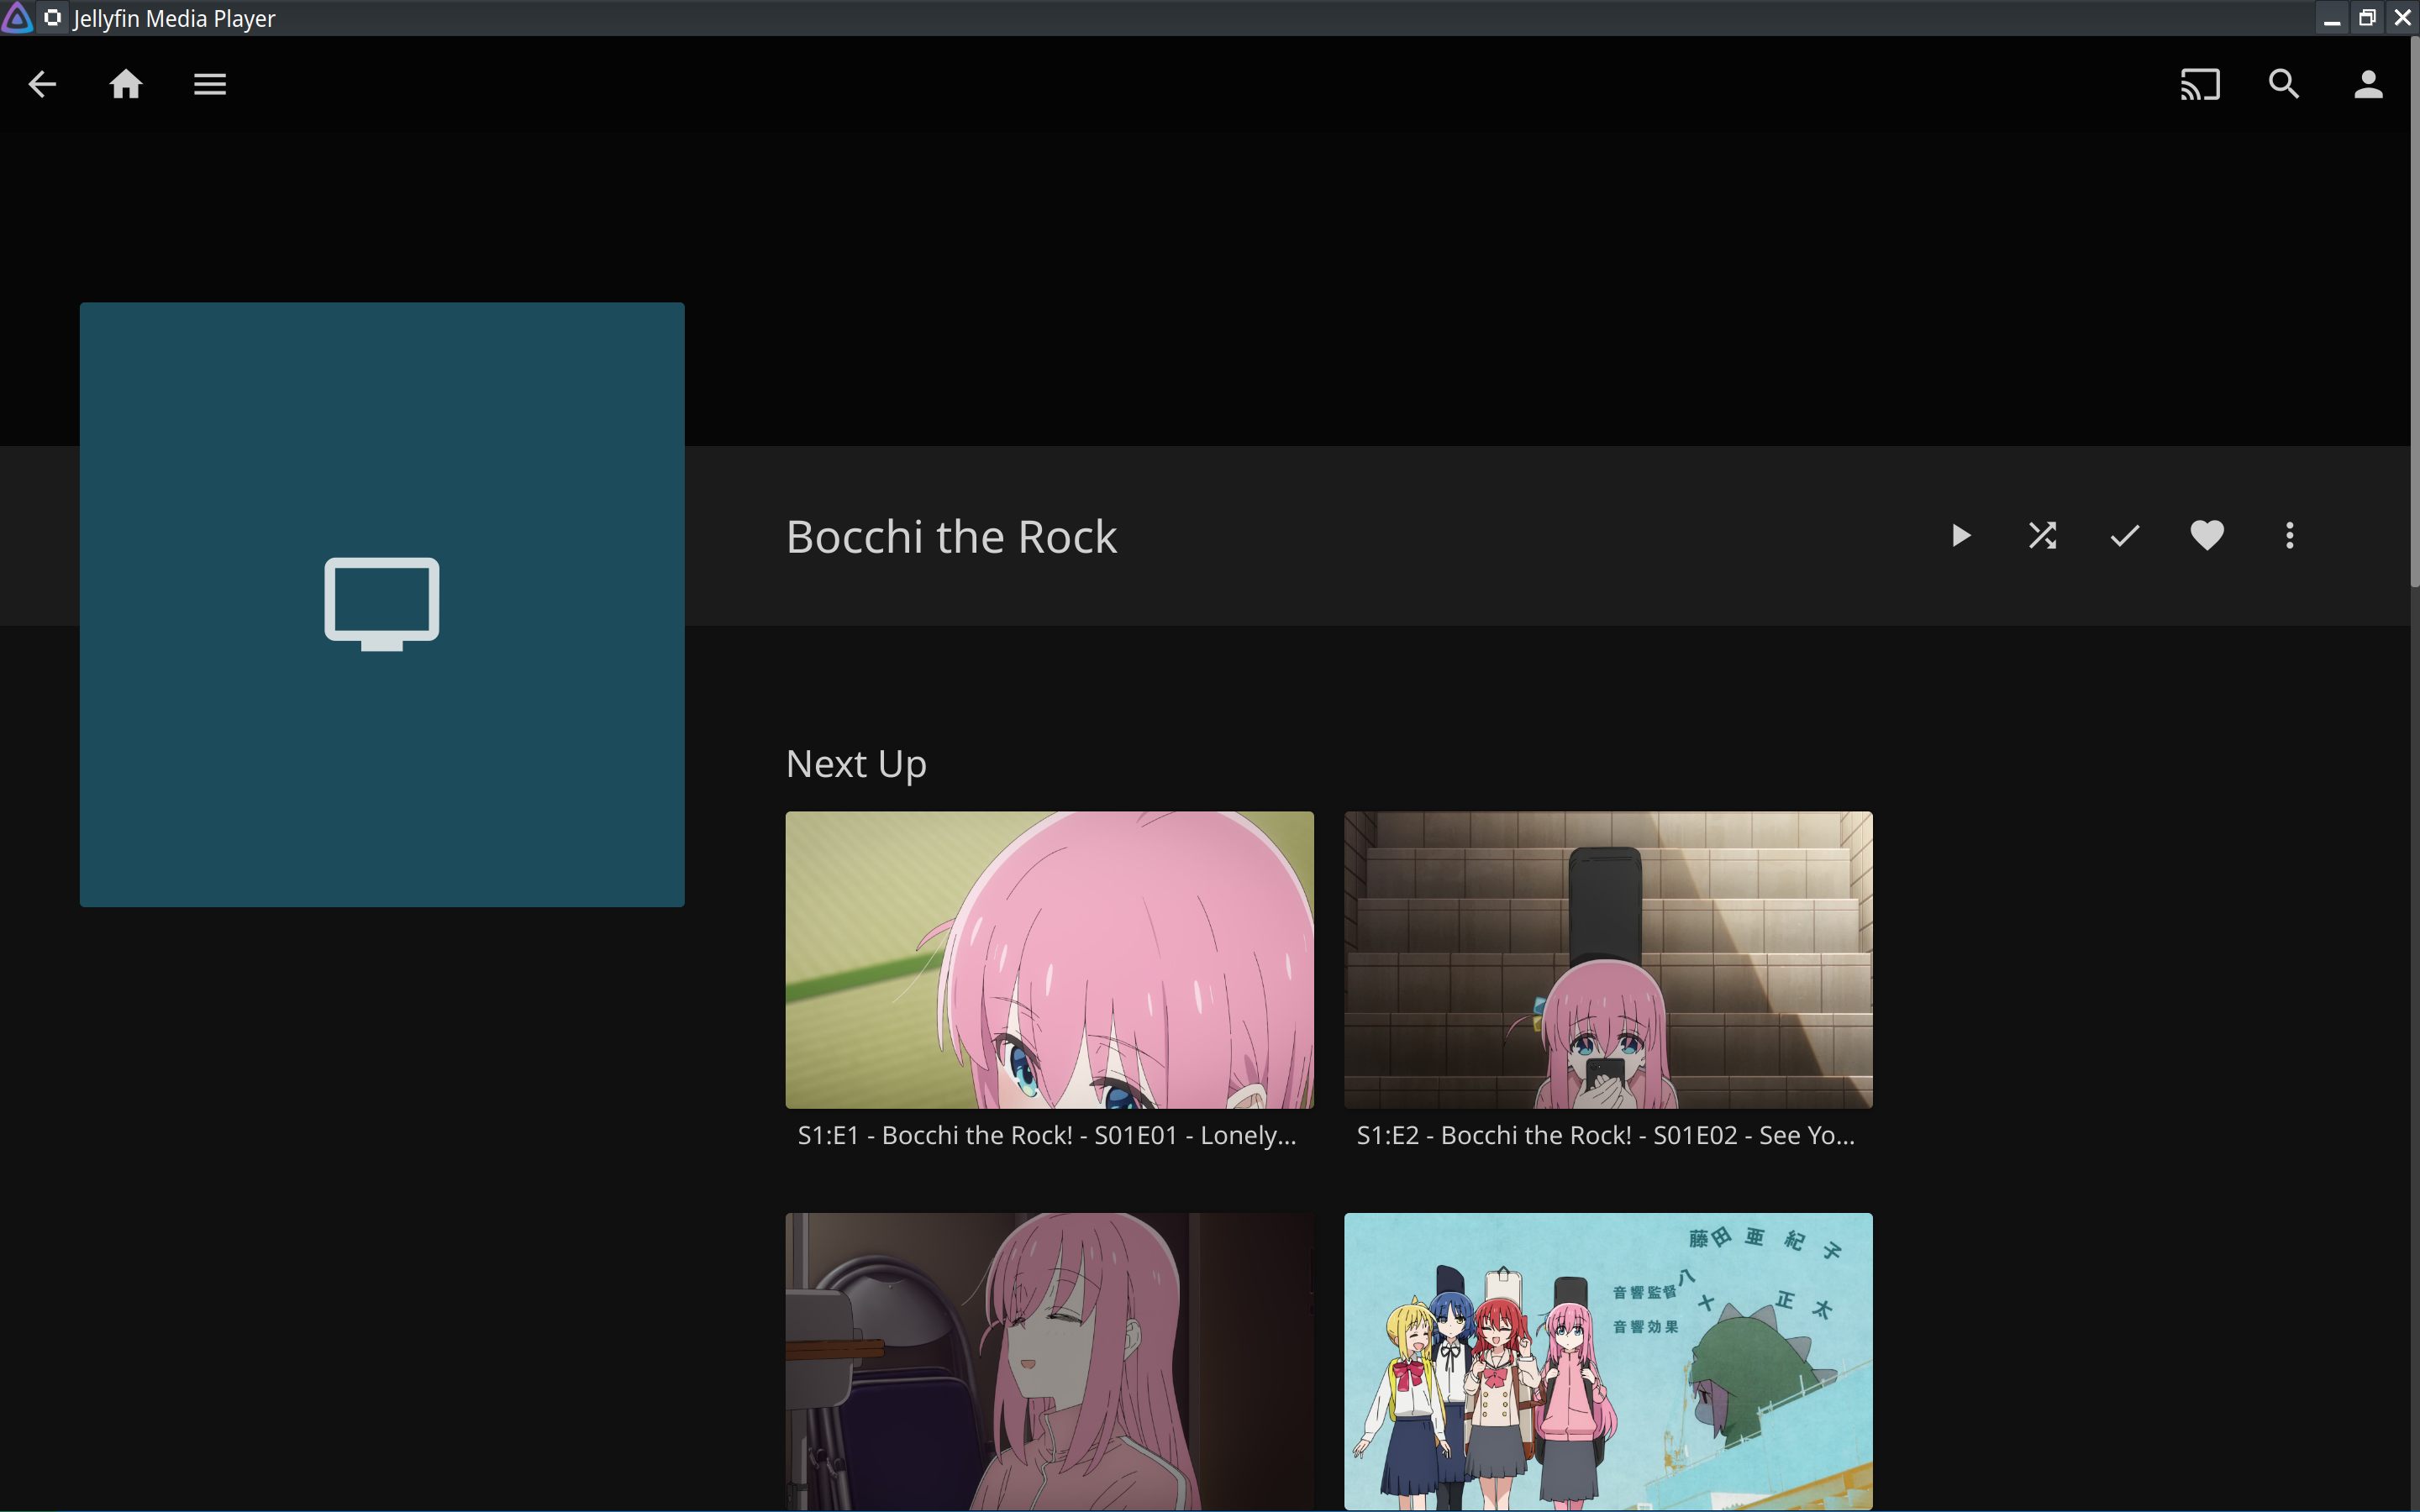 Jellyfin Media Player
Bocchi the Rock
Next Up
S1:E1 - Bocchi the Rock! - S01E01 - Lonely...
S1:E2 - Bocchi the Rock! - S01E02 - See Yo...
藤田 亜紀子
音響監督
八十 正太
音響効果